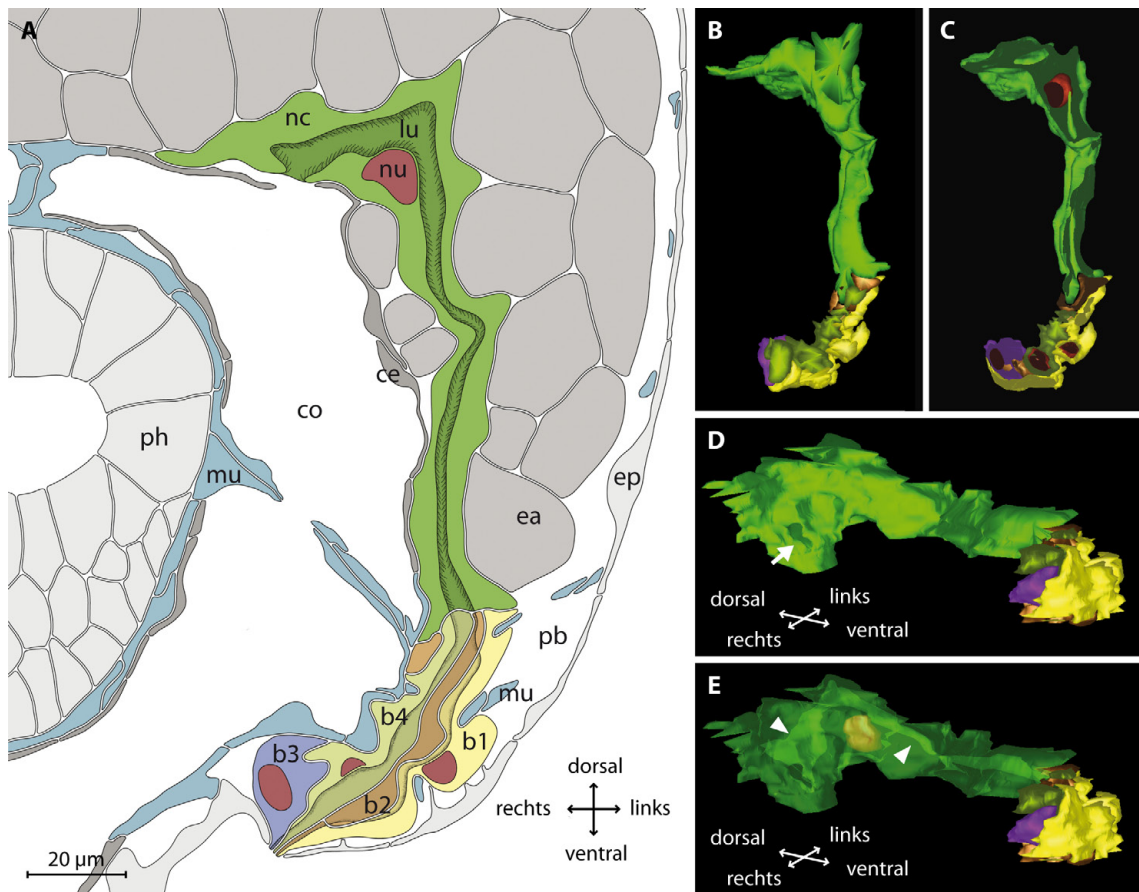 A
nc
lu
nu
ce
co
ph
mu
ea
ep
pb
mu
b4
b3
b1
b2
dorsal
rechts
links
ventral
20 µm
B
C
D
dorsal
links
rechts
ventral
E
dorsal
links
rechts
ventral